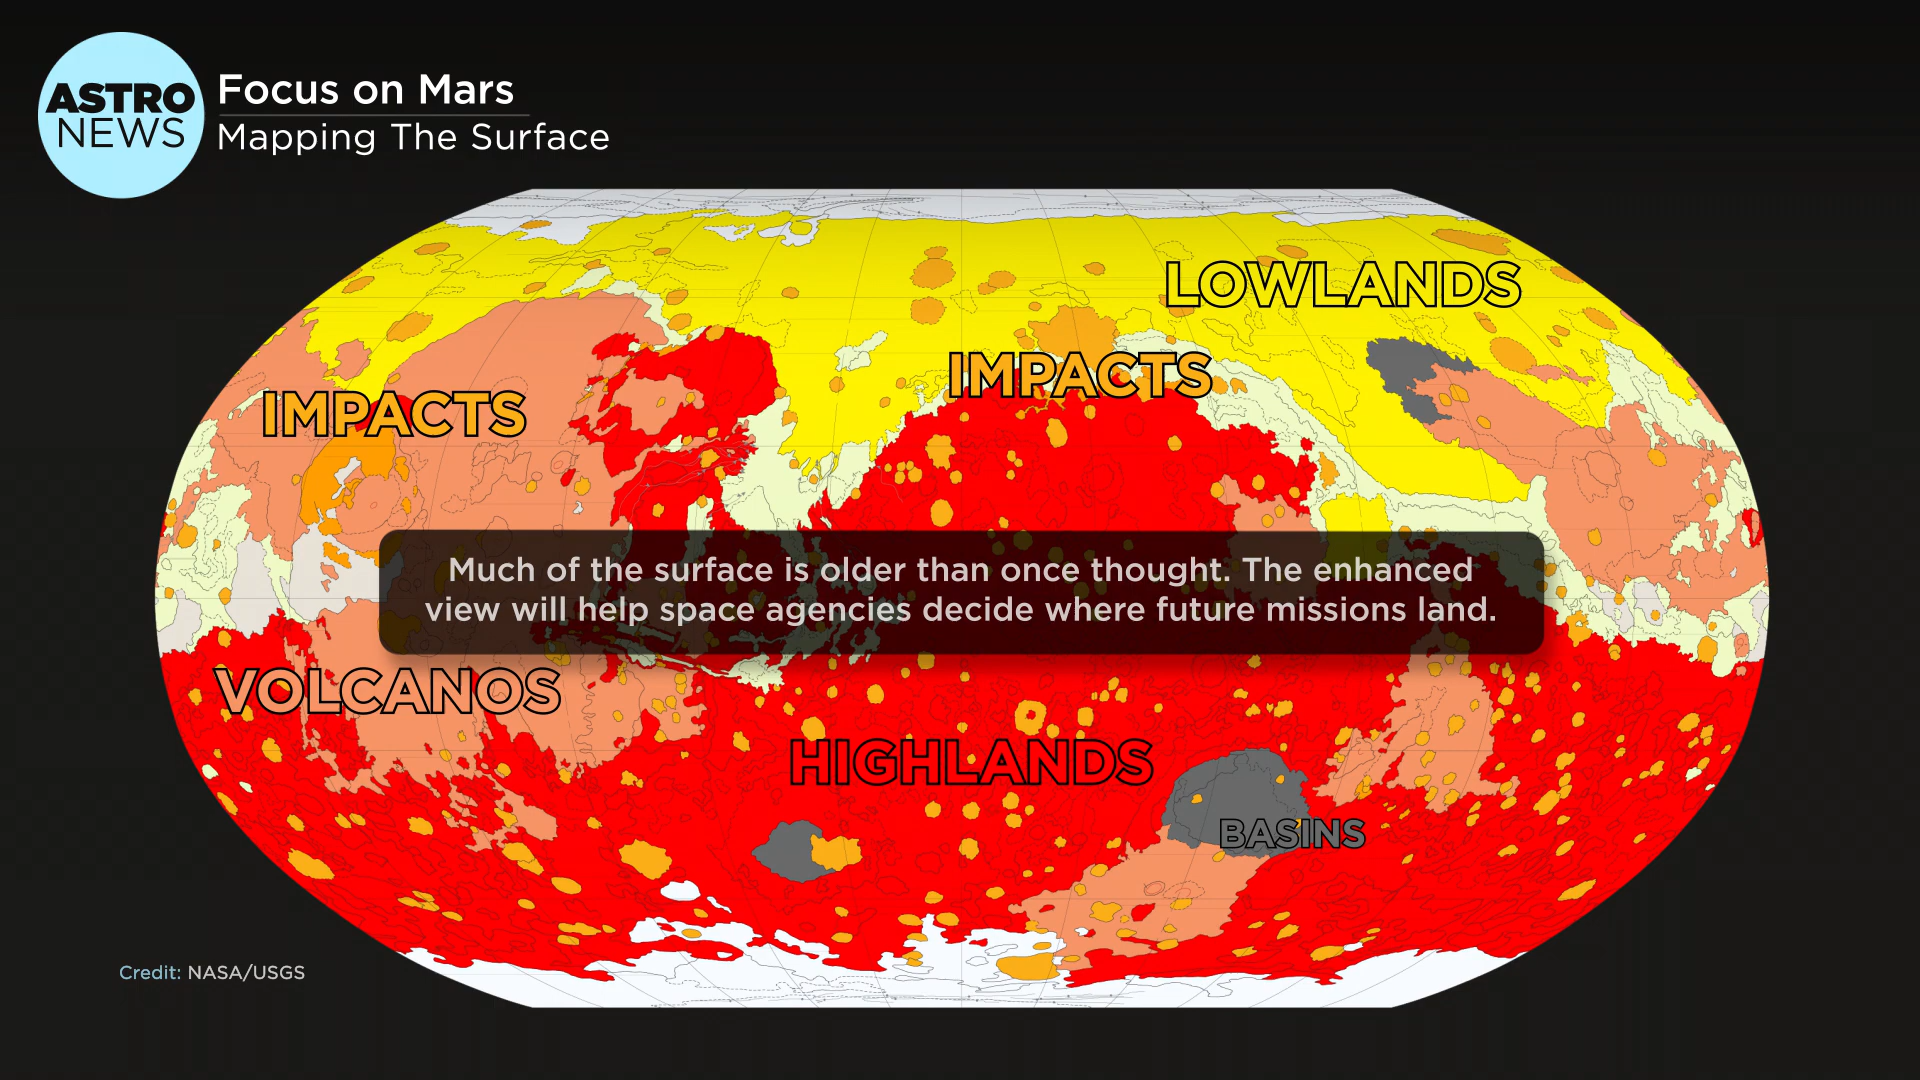 ASTRO
NEWS
Focus on Mars
Mapping The Surface
LOWLANDS
IMPACTS
IMPACTS
Much of the surface is older than once thought. The enhanced
view will help space agencies decide where future missions land.
VOLCANOS
HIGHLANDS
BASINS
Credit: NASA/USGS